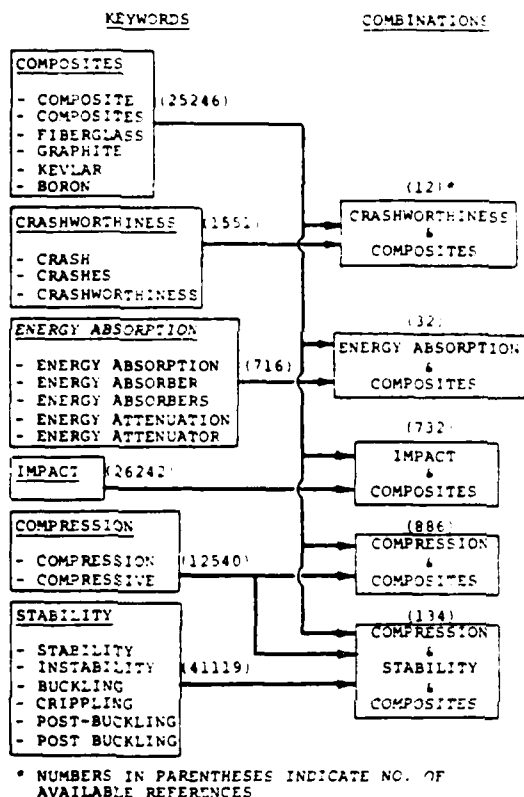 KEYWORDS
COMBINATIONS
COMPOSITES
- COMPOSITE (25246)
- COMPOSITES
- FIBERGLASS
- GRAPHITE
- KEVLAR
- BORON
(12)*
CRASHWORTHINESS
&
COMPOSITES
CRASHWORTHINESS (1551)
- CRASH
- CRASHES
- CRASHWORTHINESS
ENERGY ABSORPTION
- ENERGY ABSORPTION (716)
- ENERGY ABSORBER
- ENERGY ABSORBERS
- ENERGY ATTENUATION
- ENERGY ATTENUATOR
(32)
ENERGY ABSORPTION
&
COMPOSITES
IMPACT (26242)
(732)
IMPACT
&
COMPOSITES
COMPRESSION
- COMPRESSION (12540)
- COMPRESSIVE
(886)
COMPRESSION
&
COMPOSITES
STABILITY
- STABILITY
- INSTABILITY (41119)
- BUCKLING
- CRIPPLING
- POST-BUCKLING
- POST BUCKLING
(134)
COMPRESSION
&
STABILITY
&
COMPOSITES
* NUMBERS IN PARENTHESES INDICATE NO. OF
AVAILABLE REFERENCES